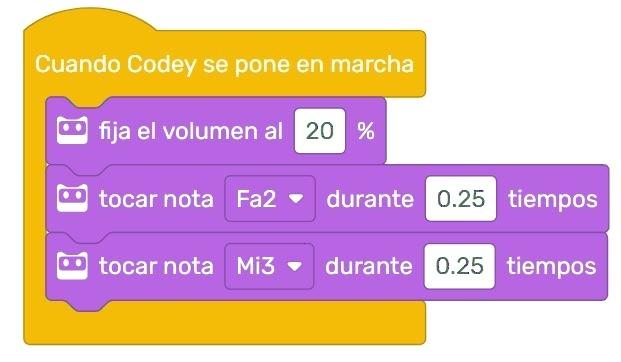 Cuando Codey se pone en marcha
fija el volumen al 20 %
tocar nota Fa2 durante 0.25 tiempos
tocar nota Mi3 durante 0.25 tiempos